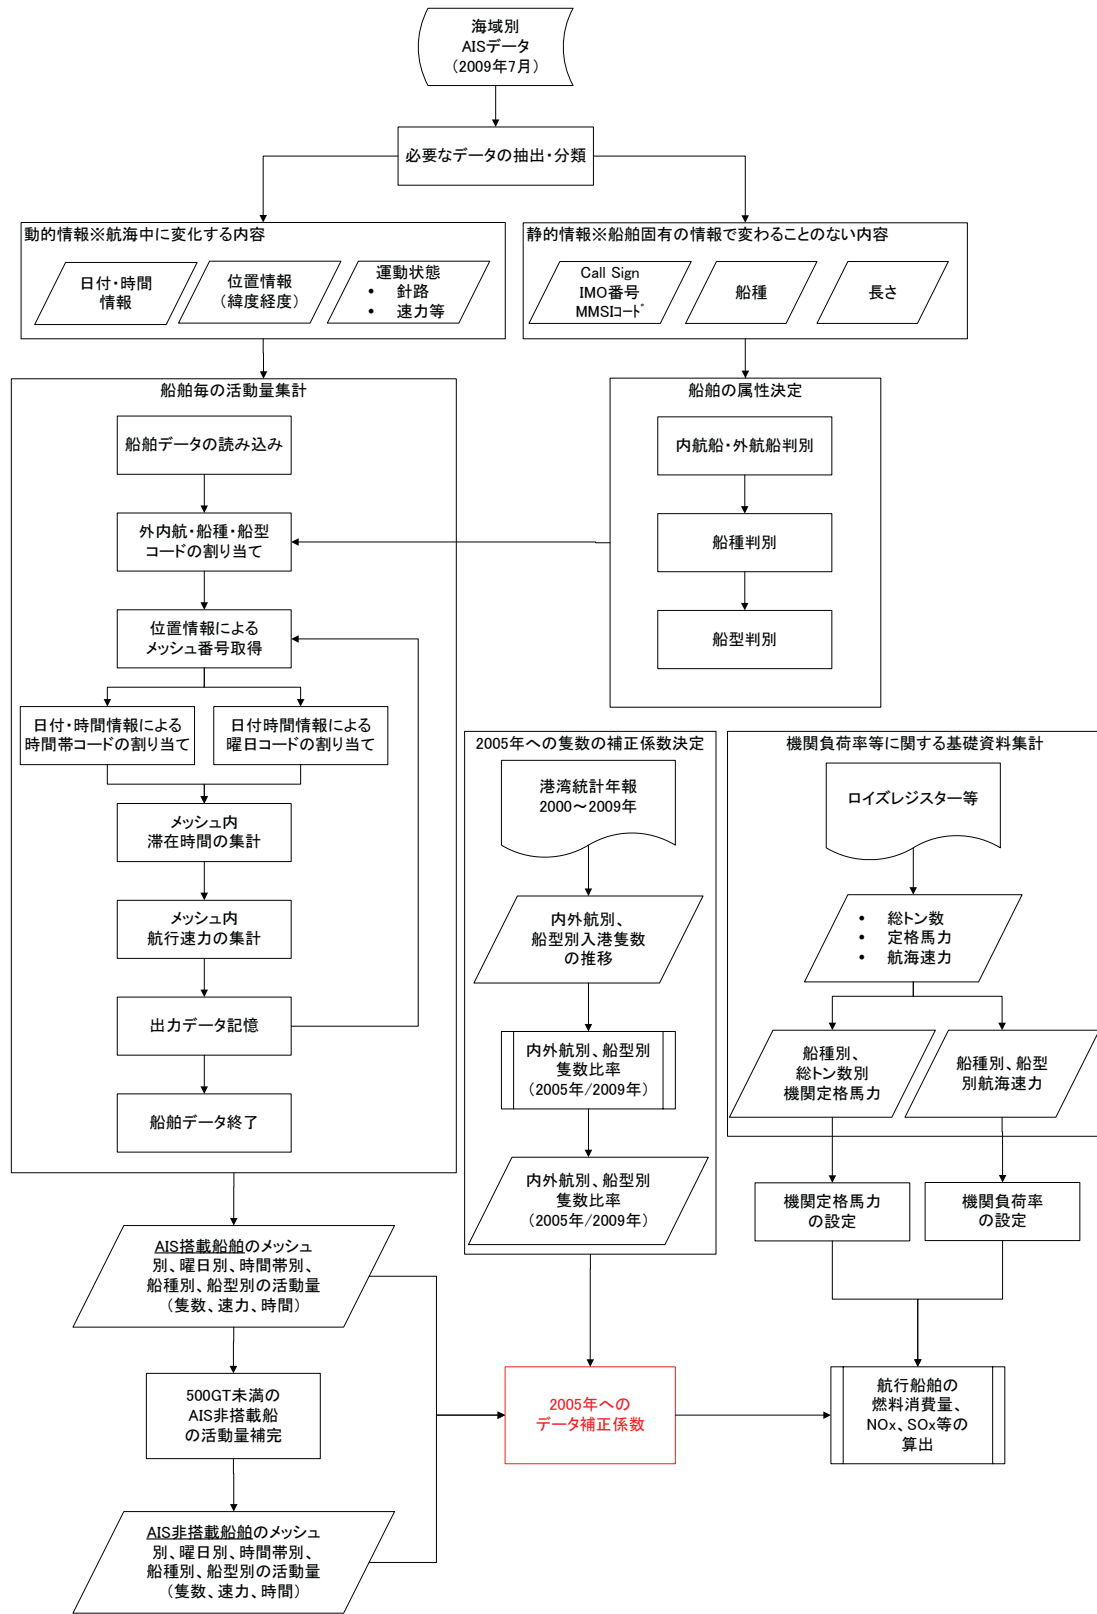 海域別
AISデータ
(2009年7月)
必要なデータの抽出・分類
動的情報※航海中に変化する内容
日付・時間
情報
位置情報
(緯度経度)
運動状態
• 針路
• 速力等
静的情報※船舶固有の情報で変わることのない内容
Call Sign
IMO番号
MMSIｺｰﾄﾞ
船種
長さ
船舶毎の活動量集計
船舶データの読み込み
外内航・船種・船型
コードの割り当て
位置情報による
メッシュ番号取得
日付・時間情報による
時間帯コードの割り当て
日付時間情報による
曜日コードの割り当て
メッシュ内
滞在時間の集計
メッシュ内
航行速力の集計
出力データ記憶
船舶データ終了
船舶の属性決定
内航船・外航船判別
船種判別
船型判別
2005年への隻数の補正係数決定
港湾統計年報
2000～2009年
内外航別、
船型別入港隻数
の推移
内外航別、船型別
隻数比率
(2005年/2009年)
内外航別、船型別
隻数比率
(2005年/2009年)
機関負荷率等に関する基礎資料集計
ロイズレジスター等
• 総トン数
• 定格馬力
• 航海速力
船種別、
総トン数別
機関定格馬力
船種別、船型
別航海速力
機関定格馬力
の設定
機関負荷率
の設定
AIS搭載船舶のメッシュ
別、曜日別、時間帯別、
船種別、船型別の活動量
(隻数、速力、時間)
500GT未満の
AIS非搭載船
の活動量補完
AIS非搭載船舶のメッシュ
別、曜日別、時間帯別、
船種別、船型別の活動量
(隻数、速力、時間)
2005年への
データ補正係数
航行船舶の
燃料消費量、
NOx、SOx等の
算出